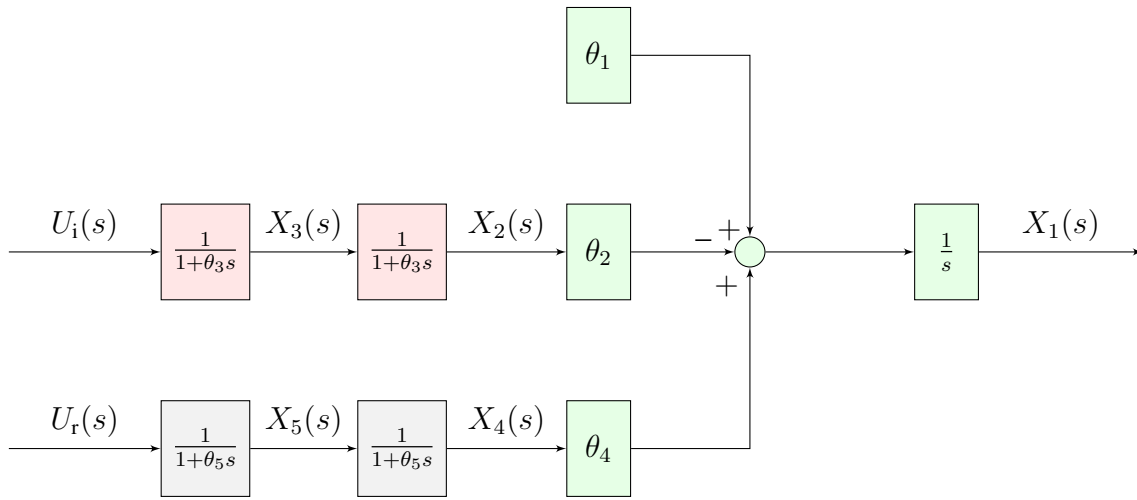 θ₁
Uᵢ(s) 1/(1+θ₃s) X₃(s) 1/(1+θ₃s) X₂(s) θ₂ − + 1/s X₁(s)
+
Uᵣ(s) 1/(1+θ₅s) X₅(s) 1/(1+θ₅s) X₄(s) θ₄